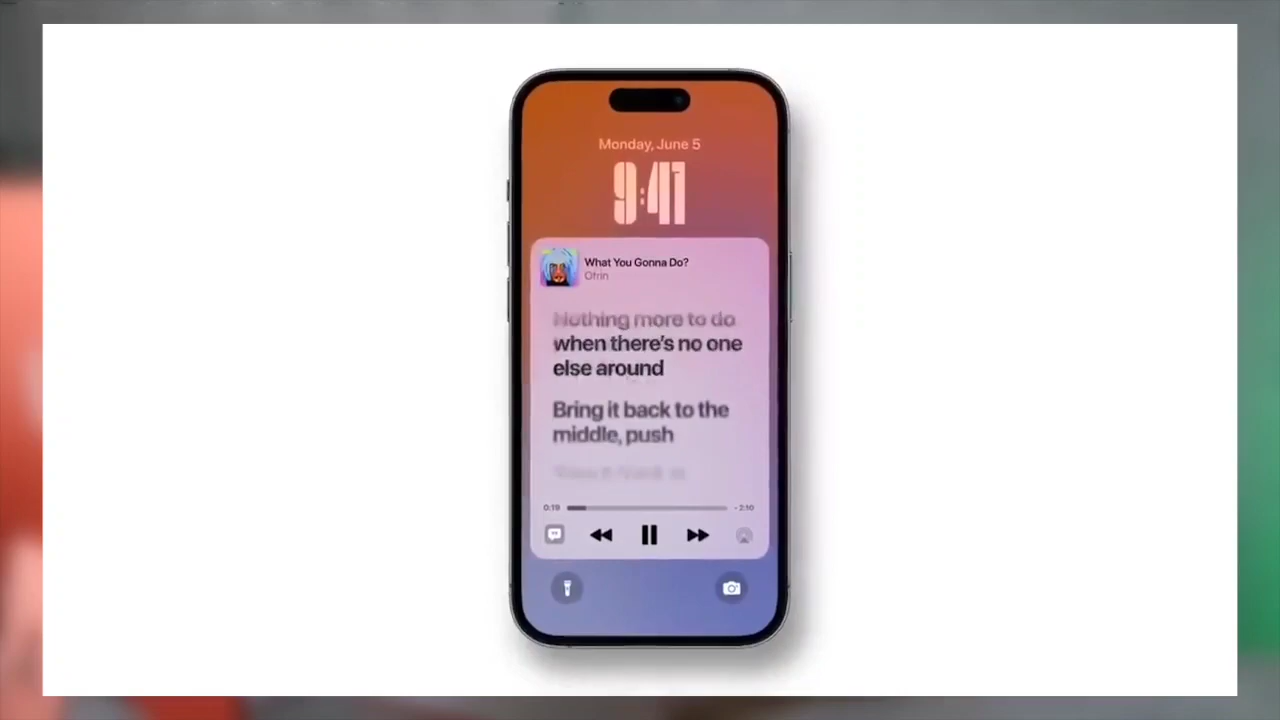 Monday, June 5
9:41
What You Gonna Do?
Ofrin
Nothing more to do
when there's no one
else around
Bring it back to the
middle, push
0:19
-2:10